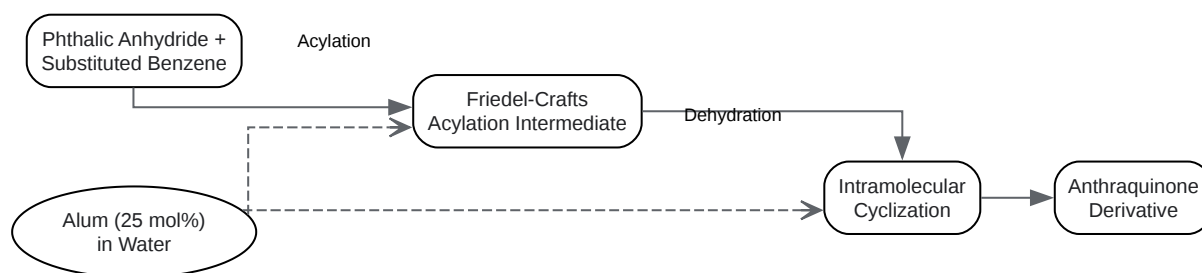 Phthalic Anhydride +
Substituted Benzene
Acylation
Friedel-Crafts
Acylation Intermediate
Dehydration
Intramolecular
Cyclization
Anthraquinone
Derivative
Alum (25 mol%)
in Water